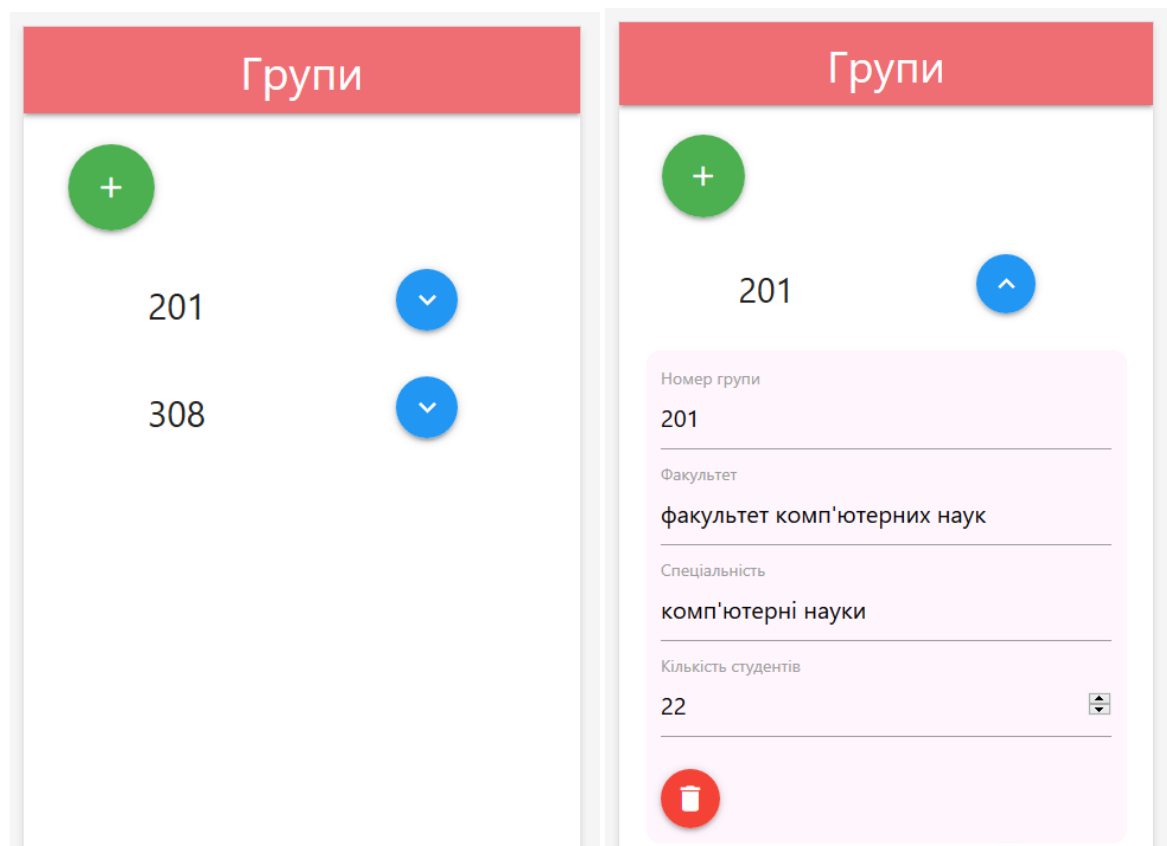 Групи
+
201
308
Групи
+
201
Номер групи
201
Факультет
факультет комп'ютерних наук
Спеціальність
комп'ютерні науки
Кількість студентів
22